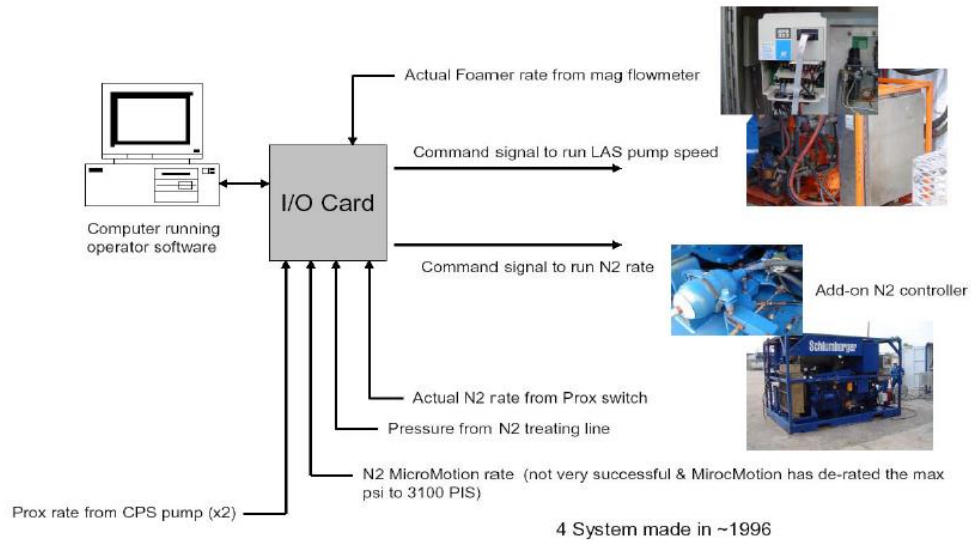 Actual Foamer rate from mag flowmeter
Command signal to run LAS pump speed
I/O Card
Computer running
operator software
Command signal to run N2 rate
Add-on N2 controller
Schlumberger
Actual N2 rate from Prox switch
Pressure from N2 treating line
N2 MicroMotion rate (not very successful & MirocMotion has de-rated the max
psi to 3100 PIS)
Prox rate from CPS pump (x2)
4 System made in ~1996